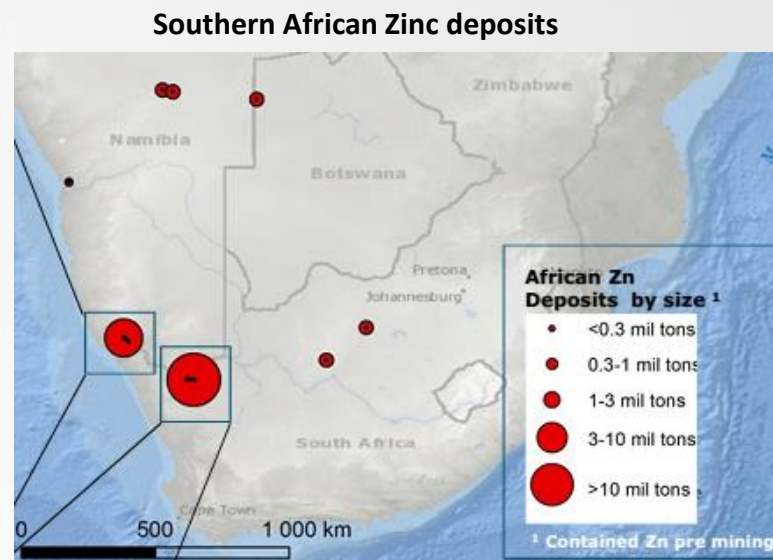 Southern African Zinc deposits
Zimbabwe
Namibia
Botswana
Pretoria
Johannesburg
South Africa
Cape Town
African Zn
Deposits by size ¹
<0.3 mil tons
0.3-1 mil tons
1-3 mil tons
3-10 mil tons
>10 mil tons
¹ Contained Zn pre mining
0 500 1 000 km